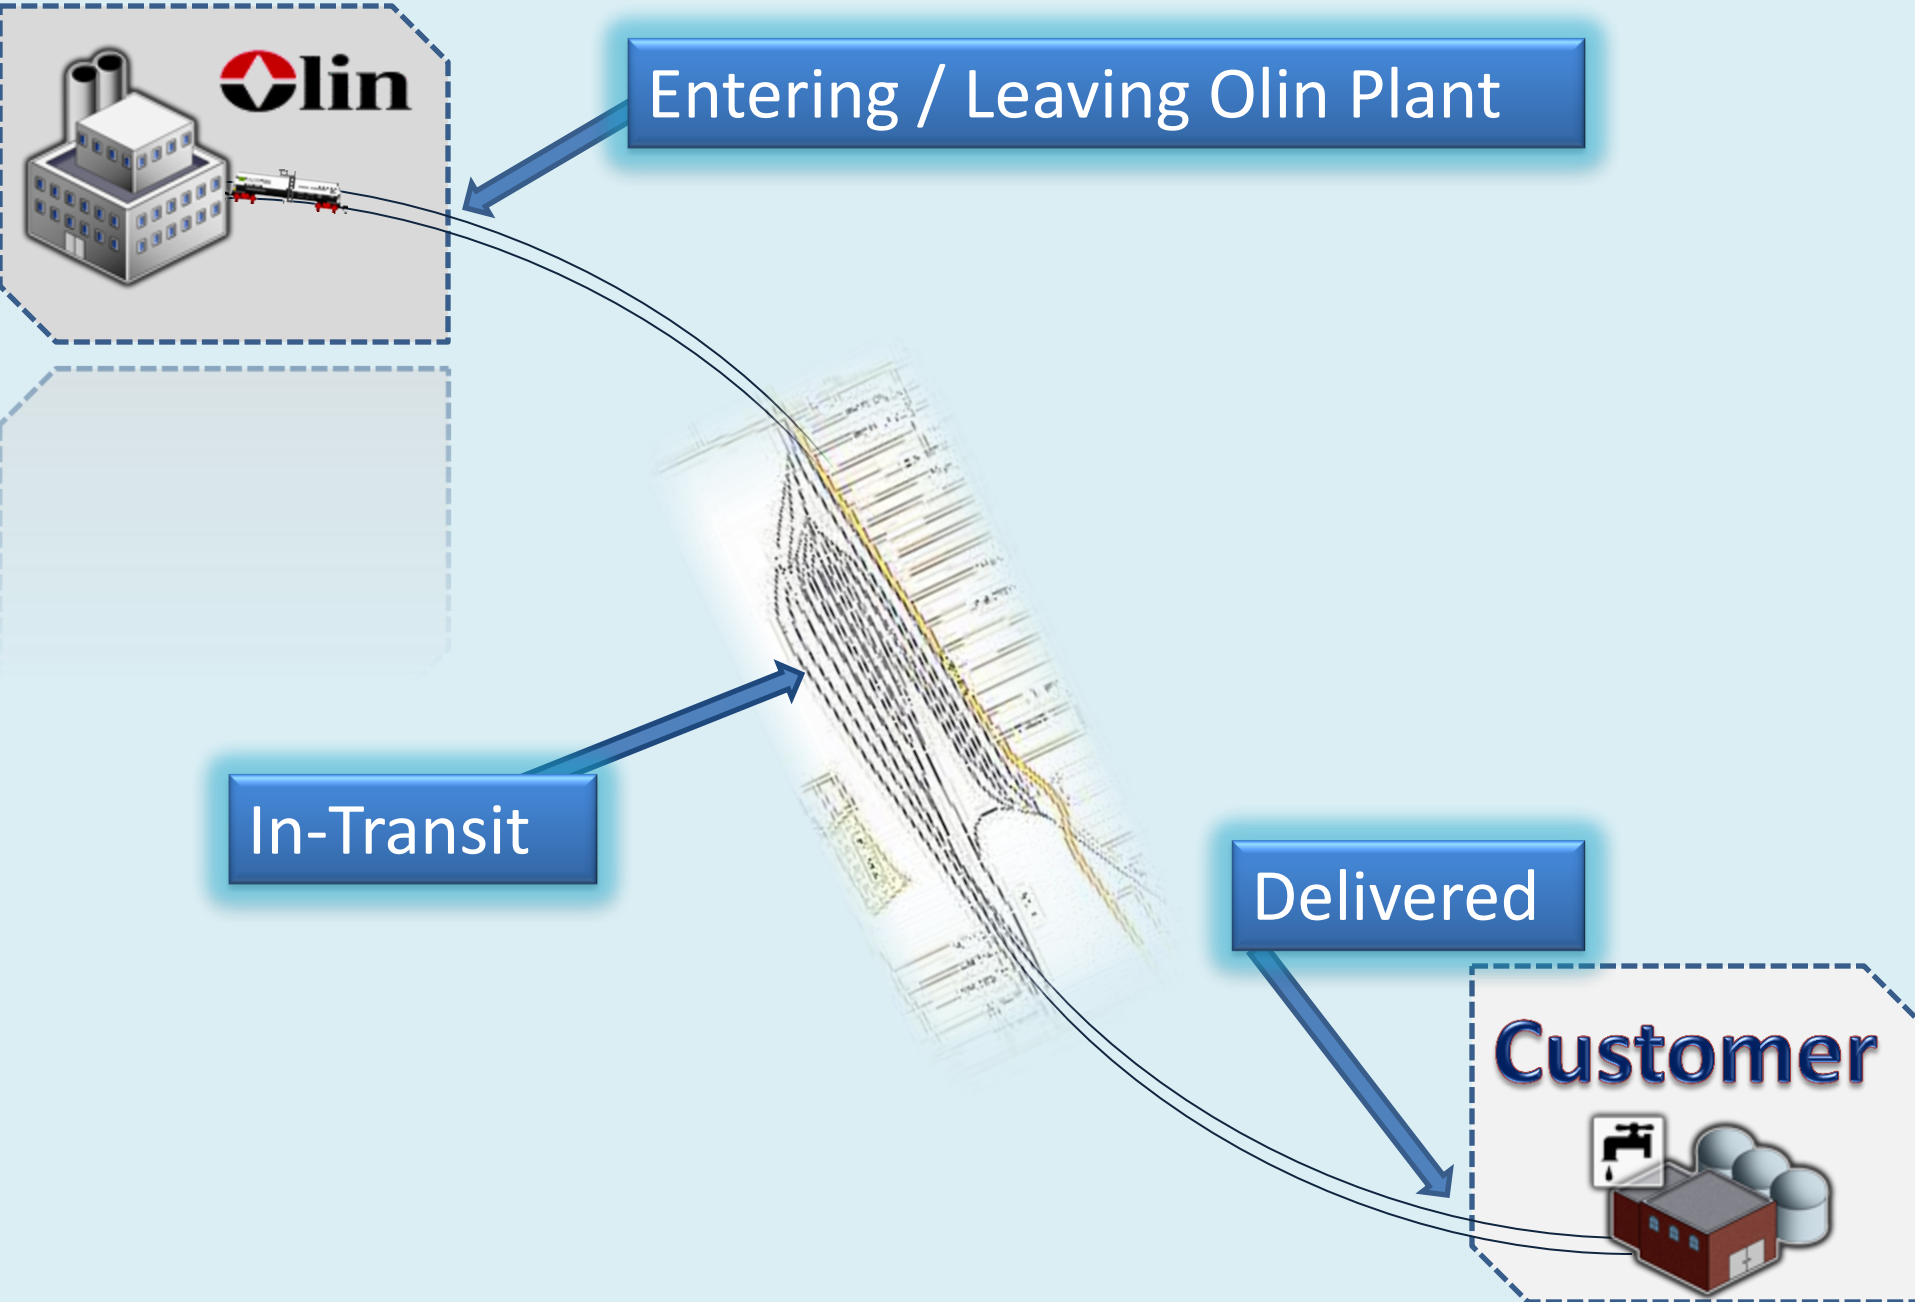 Olin
Entering / Leaving Olin Plant
In-Transit
Delivered
Customer